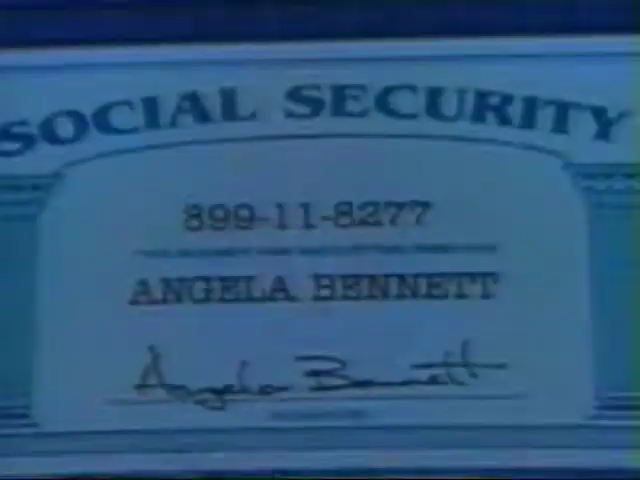 SOCIAL SECURITY
899-11-8277
ANGELA BENNETT
Angela Bennett